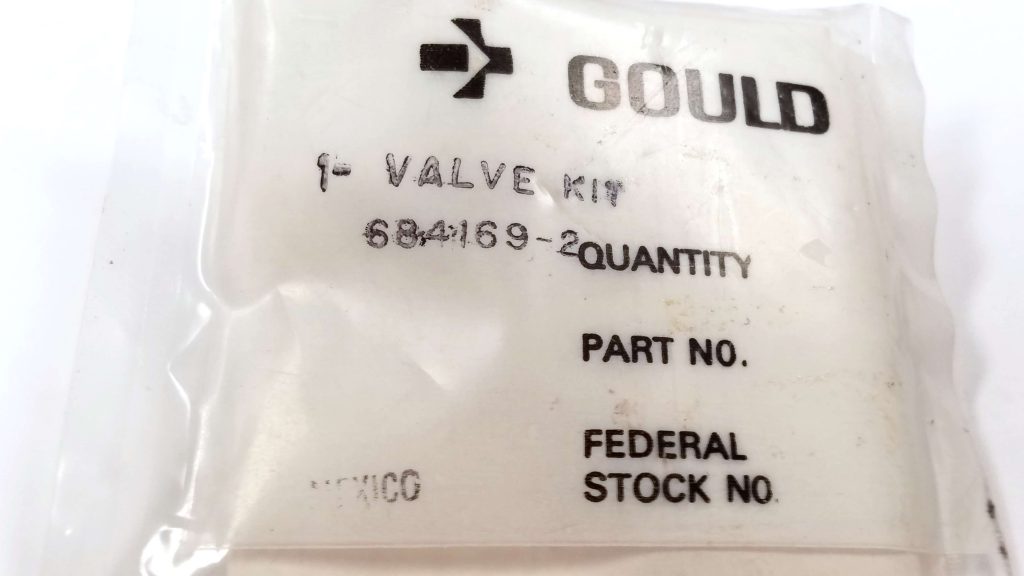 GOULD
1- VALVE KIT
684169-2
QUANTITY
PART NO.
FEDERAL
STOCK NO.
MEXICO